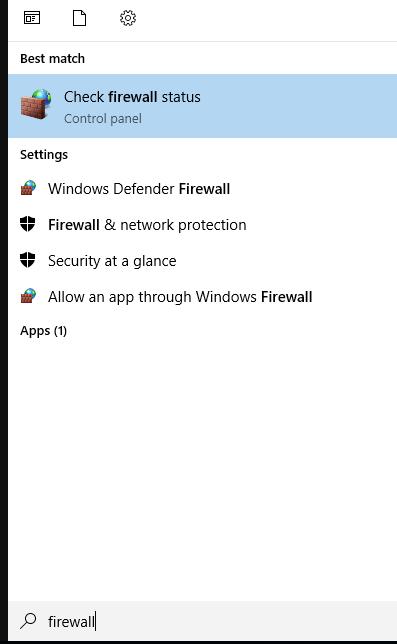 Best match
Check firewall status
Control panel
Settings
Windows Defender Firewall
Firewall & network protection
Security at a glance
Allow an app through Windows Firewall
Apps (1)
firewall